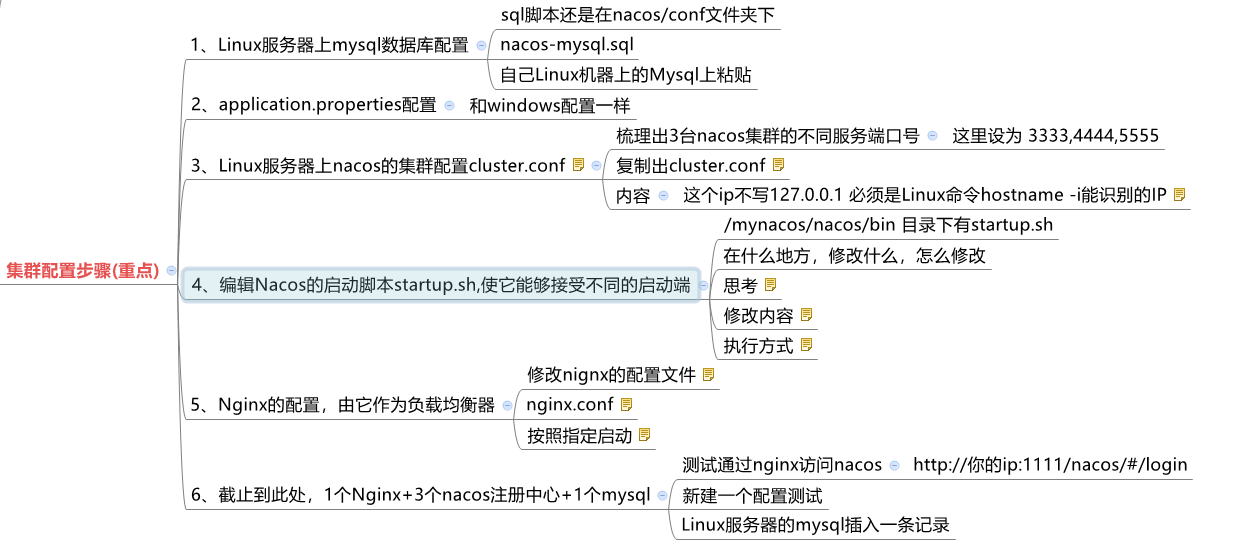 集群配置步骤(重点)
1、Linux服务器上mysql数据库配置
sql脚本还是在nacos/conf文件夹下
nacos-mysql.sql
自己Linux机器上的Mysql上粘贴
2、application.properties配置
和windows配置一样
3、Linux服务器上nacos的集群配置cluster.conf
梳理出3台nacos集群的不同服务端口号
这里设为 3333,4444,5555
复制出cluster.conf
内容
这个ip不写127.0.0.1 必须是Linux命令hostname -i能识别的IP
4、编辑Nacos的启动脚本startup.sh,使它能够接受不同的启动端
/mynacos/nacos/bin 目录下有startup.sh
在什么地方，修改什么，怎么修改
思考
修改内容
执行方式
5、Nginx的配置，由它作为负载均衡器
修改nignx的配置文件
nginx.conf
按照指定启动
6、截止到此处，1个Nginx+3个nacos注册中心+1个mysql
测试通过nginx访问nacos
http://你的ip:1111/nacos/#/login
新建一个配置测试
Linux服务器的mysql插入一条记录